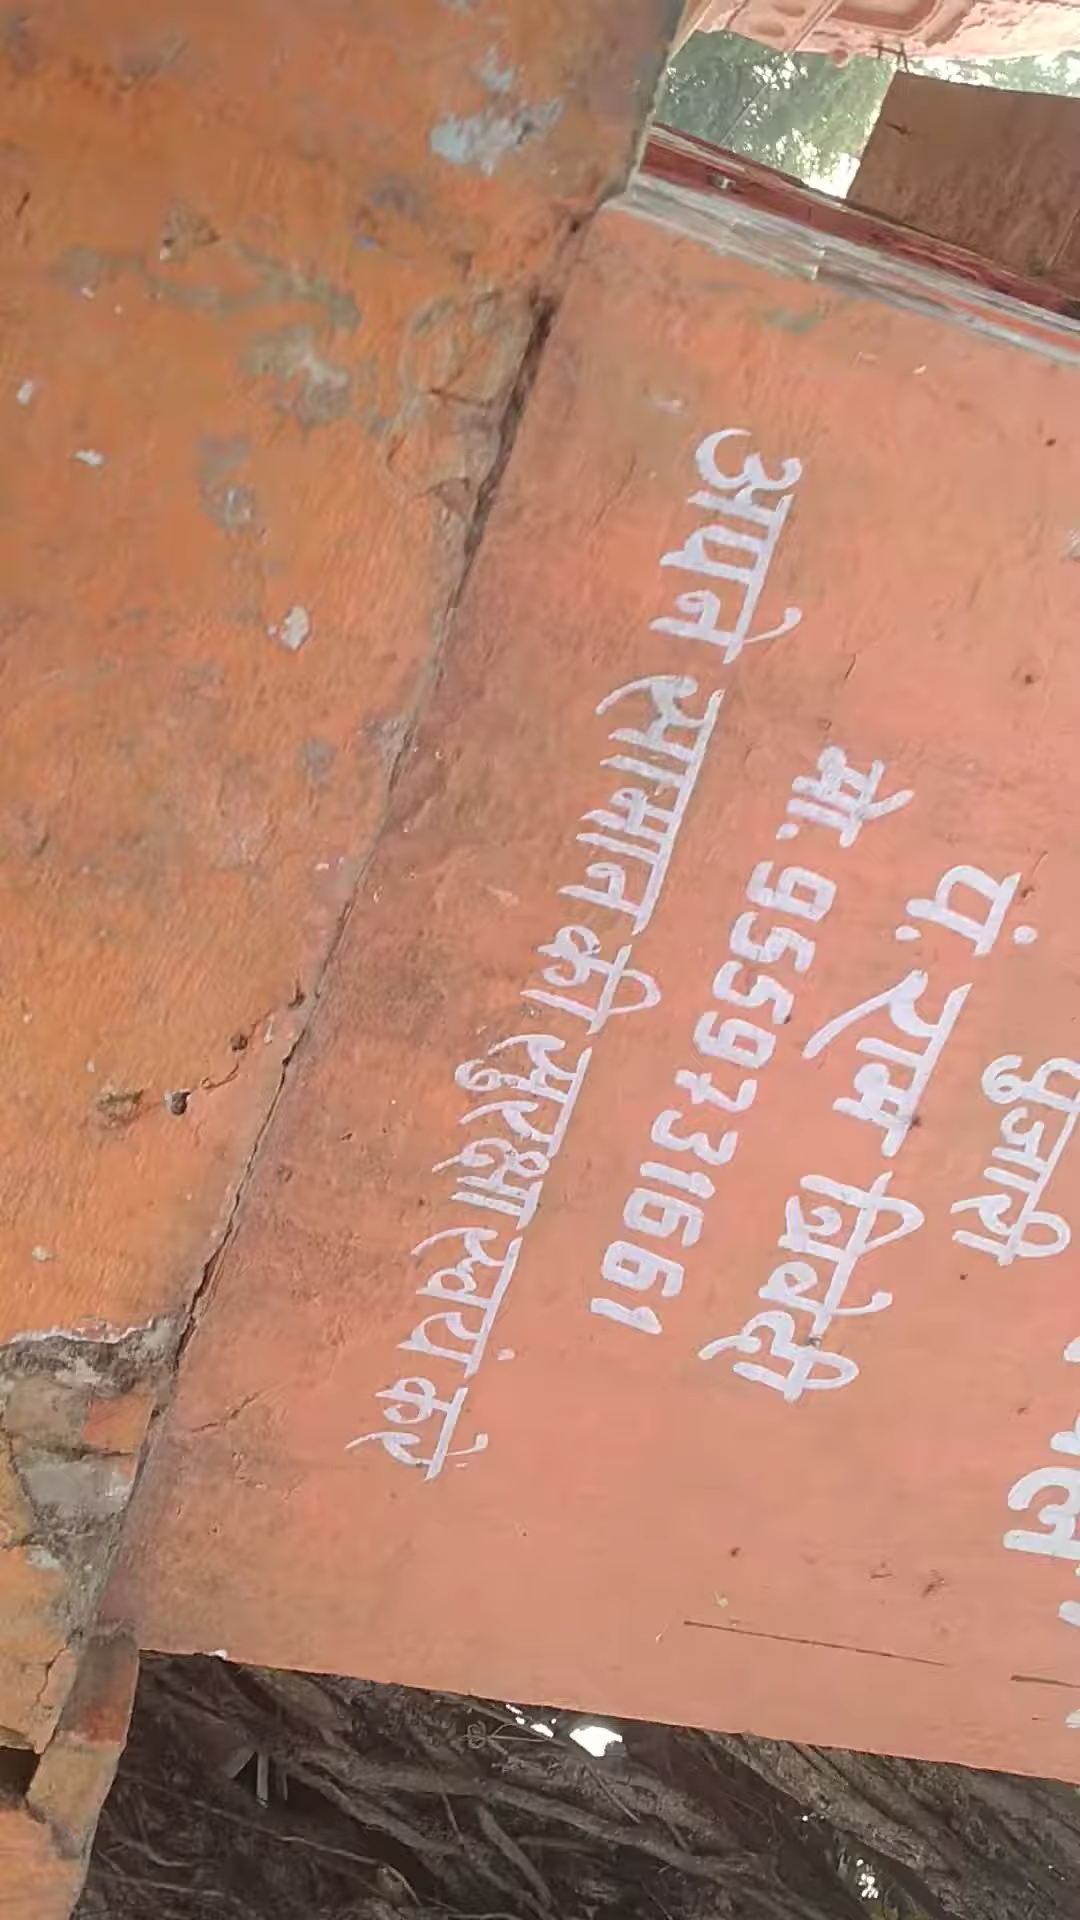 पुजारी
पं. राम त्रिवेदी
मो. 9559731661
अपने सामान की सुरक्षा स्वयं करे